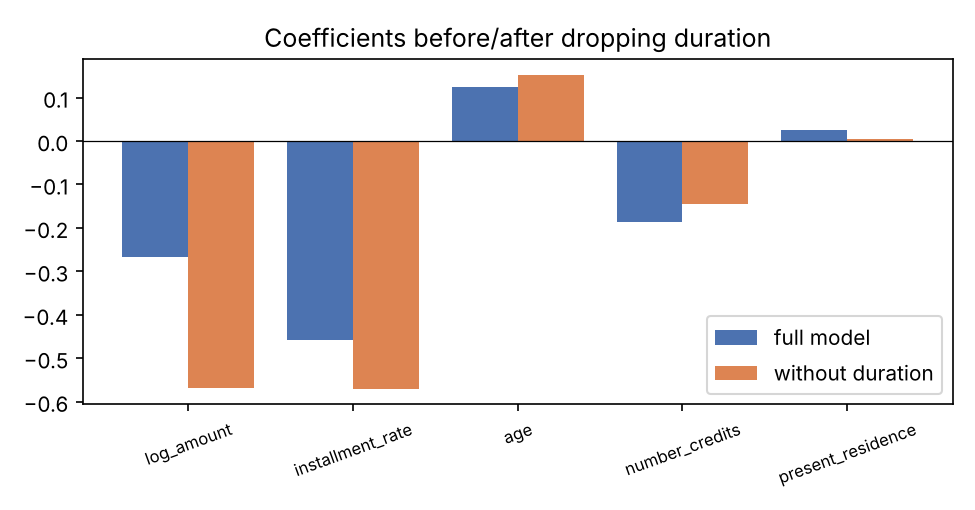 Coefficients before/after dropping duration
0.1
0.0
−0.1
−0.2
−0.3
−0.4
−0.5
−0.6
full model
without duration
log_amount
installment_rate
age
number_credits
present_residence